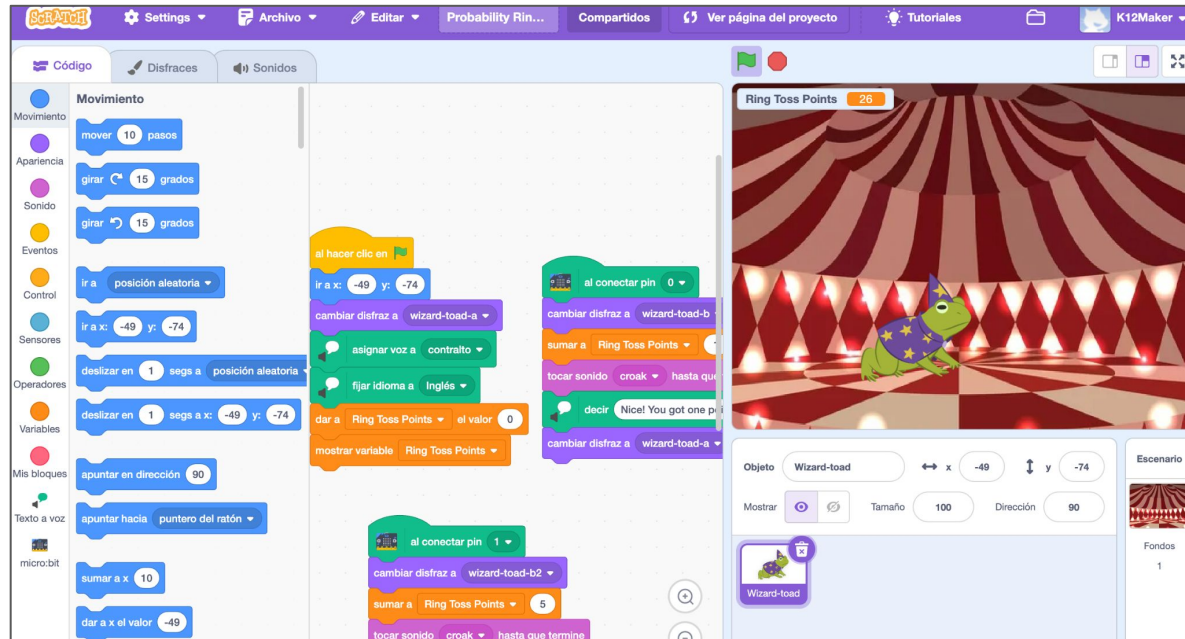 SCRATCH Settings Archivo Editar Probability Rin... Compartidos Ver página del proyecto Tutoriales K12Maker
Código Disfraces Sonidos
Movimiento
Apariencia
Sonido
Eventos
Control
Sensores
Operadores
Variables
Mis bloques
Texto a voz
micro:bit
Movimiento
mover 10 pasos
girar 15 grados
girar 15 grados
ir a posición aleatoria
ir a x: -49 y: -74
deslizar en 1 segs a posición aleatoria
deslizar en 1 segs a x: -49 y: -74
apuntar en dirección 90
apuntar hacia puntero del ratón
sumar a x 10
dar a x el valor -49
al hacer clic en
ir a x: -49 y: -74
cambiar disfraz a wizard-toad-a
asignar voz a contralto
fijar idioma a Inglés
dar a Ring Toss Points el valor 0
mostrar variable Ring Toss Points
al conectar pin 0
cambiar disfraz a wizard-toad-b
sumar a Ring Toss Points
tocar sonido croak hasta que
decir Nice! You got one
cambiar disfraz a wizard-toad-a
al conectar pin 1
cambiar disfraz a wizard-toad-b2
sumar a Ring Toss Points 5
tocar sonido croak hasta que termine
Ring Toss Points 26
Objeto Wizard-toad x -49 y -74
Mostrar Tamaño 100 Dirección 90
Wizard-toad
Escenario
Fondos
1